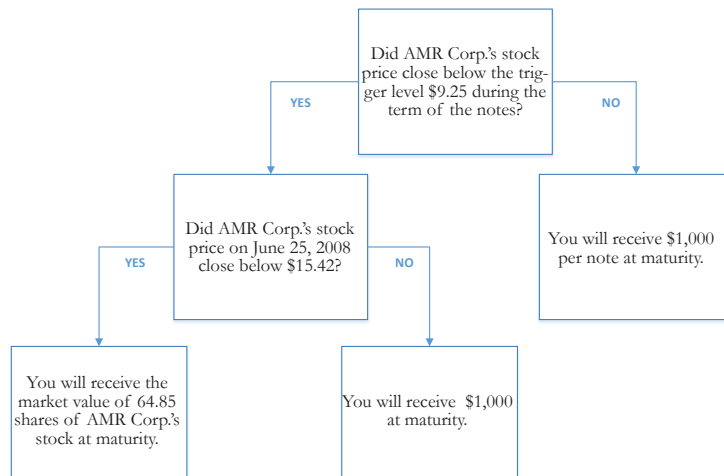 Did AMR Corp.'s stock
price close below the trig-
ger level $9.25 during the
term of the notes?
YES
NO
Did AMR Corp.'s stock
price on June 25, 2008
close below $15.42?
You will receive $1,000
per note at maturity.
YES
NO
You will receive the
market value of 64.85
shares of AMR Corp.'s
stock at maturity.
You will receive $1,000
at maturity.